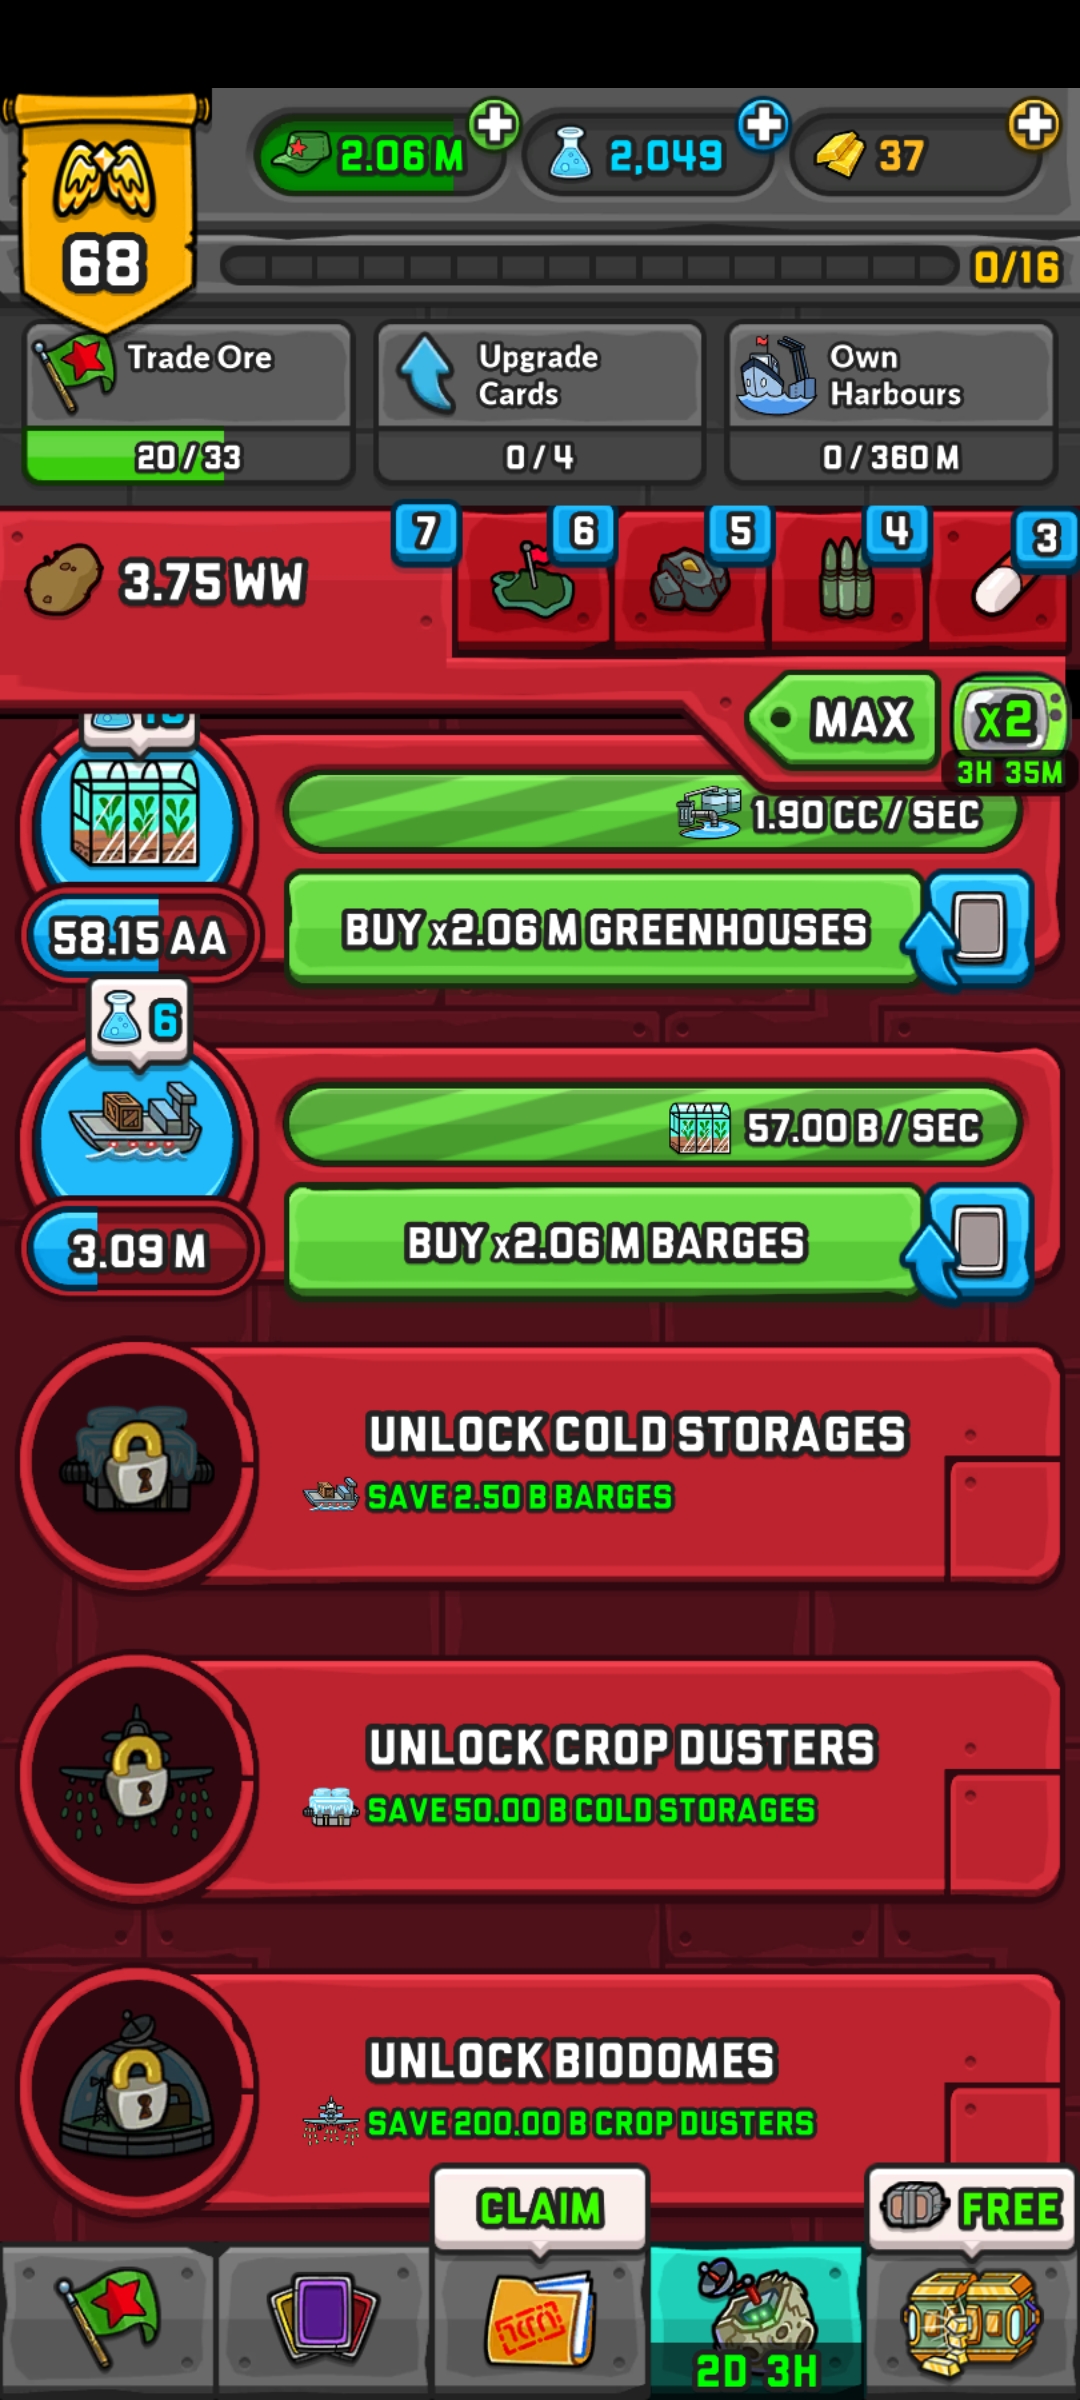 2.06 M
2,049
37
68
0/16
Trade Ore
20/33
Upgrade
Cards
0/4
Own
Harbours
0/360 M
3.75 WW
7
6
5
4
3
MAX
x2
3H 35M
1.90 CC/SEC
58.15 AA
BUY x2.06 M GREENHOUSES
6
57.00 B/SEC
3.09 M
BUY x2.06 M BARGES
UNLOCK COLD STORAGES
SAVE 2.50 B BARGES
UNLOCK CROP DUSTERS
SAVE 50.00 B COLD STORAGES
UNLOCK BIODOMES
SAVE 200.00 B CROP DUSTERS
CLAIM
FREE
2D 3H